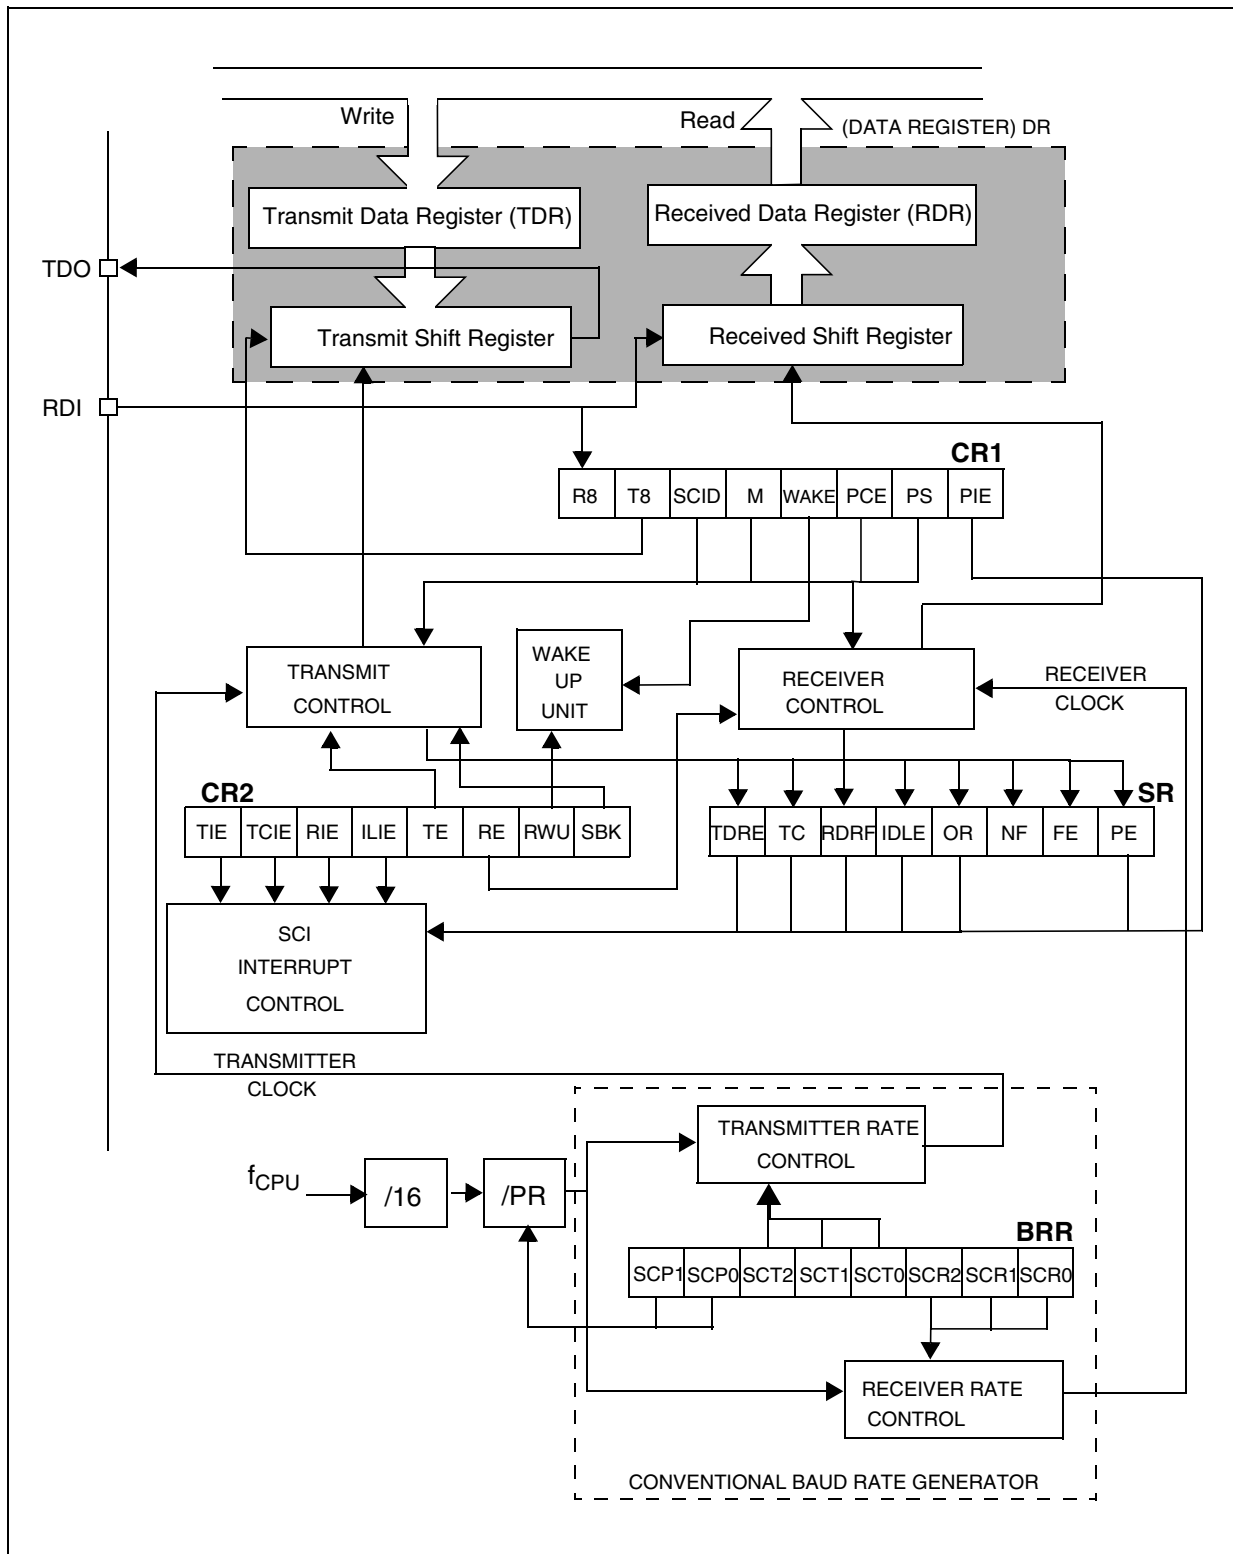 Write
Read
(DATA REGISTER) DR
Transmit Data Register (TDR)
Received Data Register (RDR)
TDO
Transmit Shift Register
Received Shift Register
RDI
CR1
R8 T8 SCID M WAKE PCE PS PIE
TRANSMIT
CONTROL
WAKE
UP
UNIT
RECEIVER
CONTROL
RECEIVER
CLOCK
CR2
TIE TCIE RIE ILIE TE RE RWU SBK
SR
TDRE TC RDRF IDLE OR NF FE PE
SCI
INTERRUPT
CONTROL
TRANSMITTER
CLOCK
TRANSMITTER RATE
CONTROL
fCPU
/16
/PR
BRR
SCP1 SCP0 SCT2 SCT1 SCT0 SCR2 SCR1 SCR0
RECEIVER RATE
CONTROL
CONVENTIONAL BAUD RATE GENERATOR